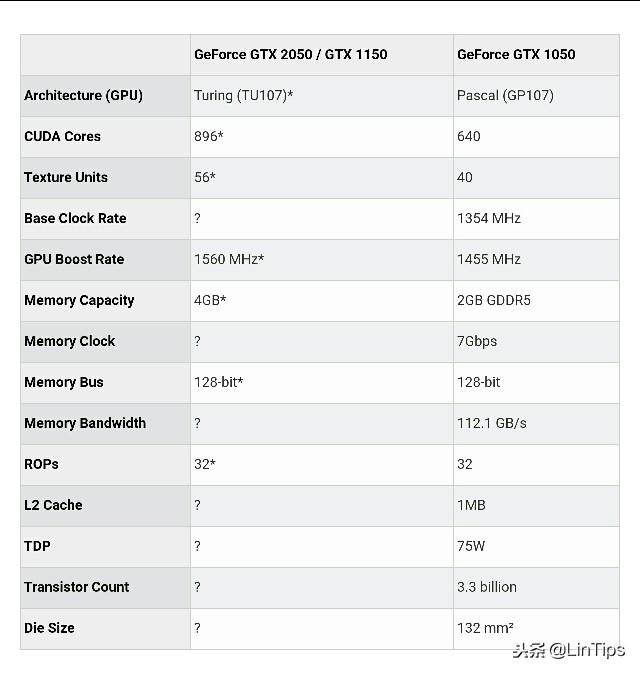 GeForce GTX 2050 / GTX 1150 GeForce GTX 1050
Architecture (GPU) Turing (TU107)* Pascal (GP107)
CUDA Cores 896* 640
Texture Units 56* 40
Base Clock Rate ? 1354 MHz
GPU Boost Rate 1560 MHz* 1455 MHz
Memory Capacity 4GB* 2GB GDDR5
Memory Clock ? 7Gbps
Memory Bus 128-bit* 128-bit
Memory Bandwidth ? 112.1 GB/s
ROPs 32* 32
L2 Cache ? 1MB
TDP ? 75W
Transistor Count ? 3.3 billion
Die Size ? 132 mm²
头条 @LinTips